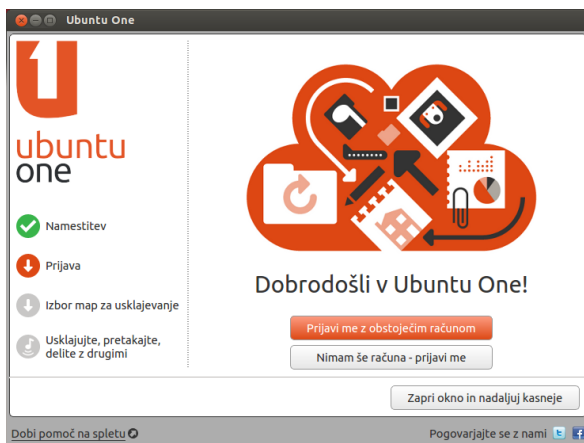 Ubuntu One
ubuntu
one
Namestitev
Prijava
Izbor map za usklajevanje
Usklajujte, pretakajte,
delite z drugimi
Dobrodošli v Ubuntu One!
Prijavi me z obstoječim računom
Nimam še računa - prijavi me
Zapri okno in nadaljuj kasneje
Dobi pomoč na spletu
Pogovarjajte se z nami